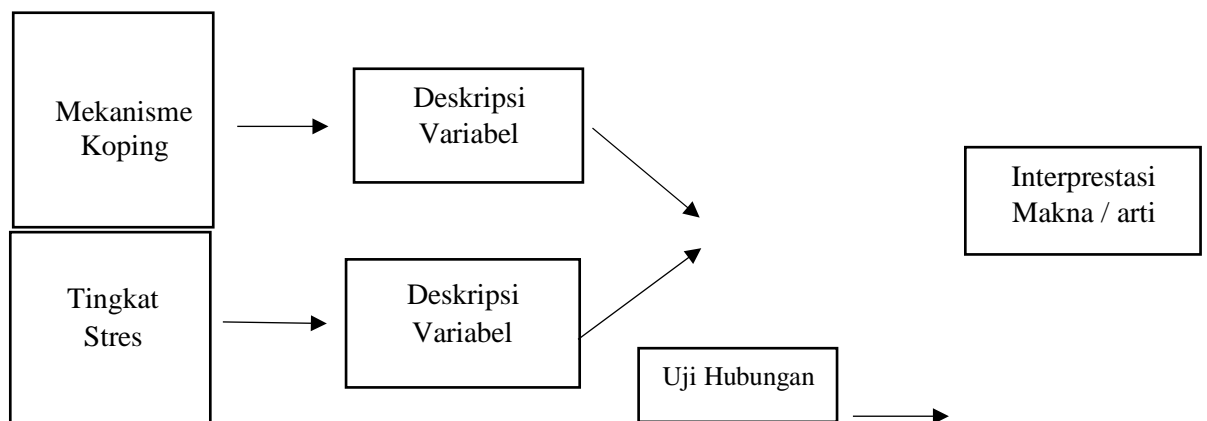 Mekanisme
Koping
Deskripsi
Variabel
Interprestasi
Makna / arti
Tingkat
Stres
Deskripsi
Variabel
Uji Hubungan